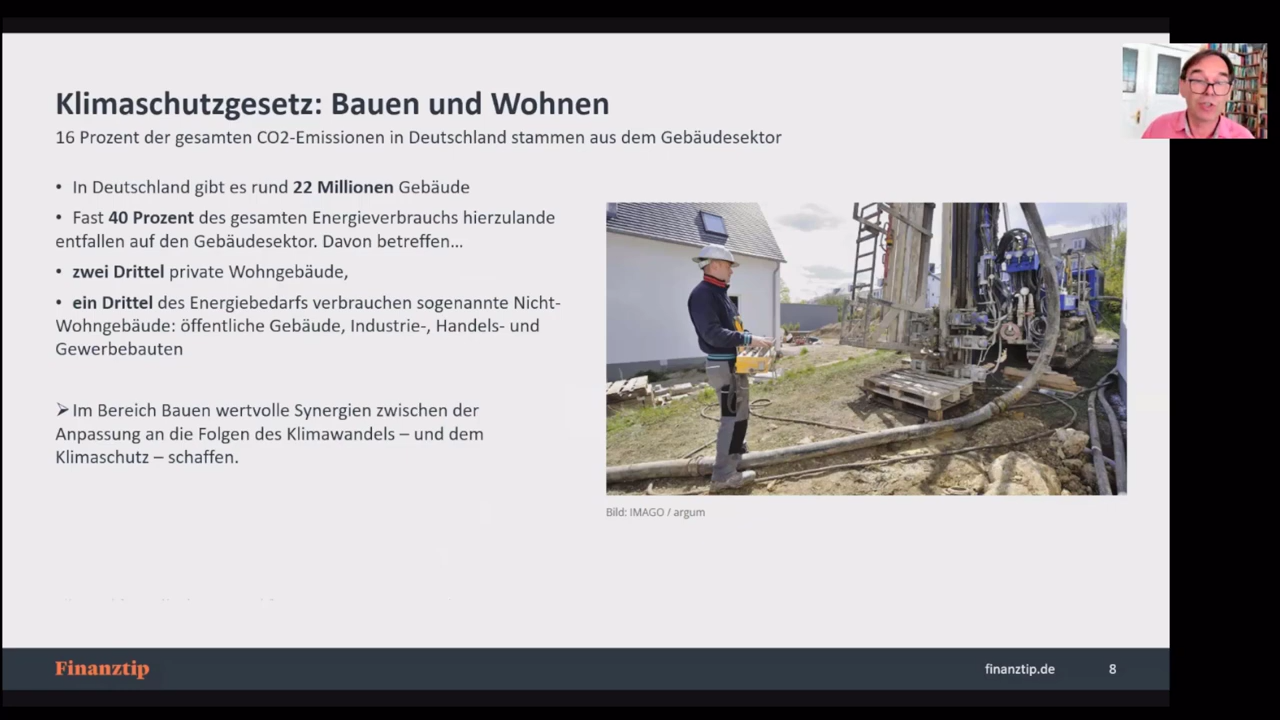 Klimaschutzgesetz: Bauen und Wohnen
16 Prozent der gesamten CO2-Emissionen in Deutschland stammen aus dem Gebäudesektor
• In Deutschland gibt es rund 22 Millionen Gebäude
• Fast 40 Prozent des gesamten Energieverbrauchs hierzulande
entfallen auf den Gebäudesektor. Davon betreffen...
• zwei Drittel private Wohngebäude,
• ein Drittel des Energiebedarfs verbrauchen sogenannte Nicht-
Wohngebäude: öffentliche Gebäude, Industrie-, Handels- und
Gewerbebauten
➢ Im Bereich Bauen wertvolle Synergien zwischen der
Anpassung an die Folgen des Klimawandels – und dem
Klimaschutz – schaffen.
Bild: IMAGO / argum
Finanztip
finanztip.de
8